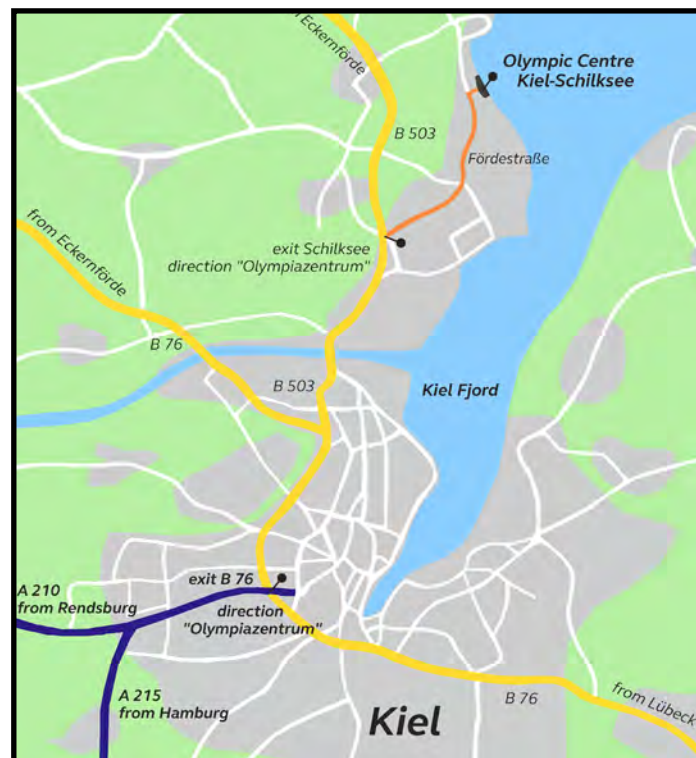 from Eckernförde
Olympic Centre
Kiel-Schilksee
B 503
Fördestraße
from Eckernförde
exit Schilksee
direction "Olympiazentrum"
B 76
B 503
Kiel Fjord
exit B 76
A 210
from Rendsburg
direction
"Olympiazentrum"
A 215
from Hamburg
Kiel
B 76
from Lübeck